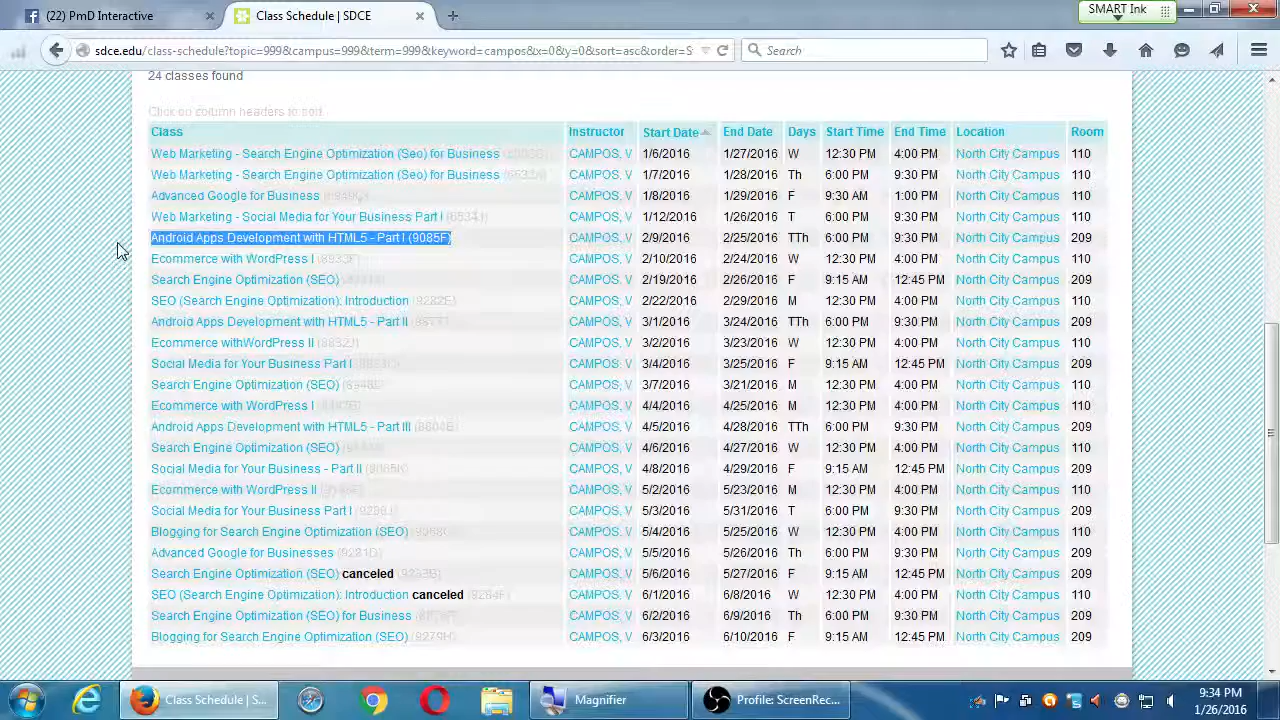 (22) PmD Interactive
Class Schedule | SDCE
SMART Ink
sdce.edu/class-schedule?topic=999&campus=999&term=999&keyword=campos&x=0&y=0&sort=asc&order=S
Search
24 classes found
Click on column headers to sort.
Class Instructor Start Date End Date Days Start Time End Time Location Room
Web Marketing - Search Engine Optimization (Seo) for Business CAMPOS, V 1/6/2016 1/27/2016 W 12:30 PM 4:00 PM North City Campus 110
Web Marketing - Search Engine Optimization (Seo) for Business CAMPOS, V 1/7/2016 1/28/2016 Th 6:00 PM 9:30 PM North City Campus 110
Advanced Google for Business CAMPOS, V 1/8/2016 1/29/2016 F 9:30 AM 1:00 PM North City Campus 110
Web Marketing - Social Media for Your Business Part I CAMPOS, V 1/12/2016 1/26/2016 T 6:00 PM 9:30 PM North City Campus 110
Android Apps Development with HTML5 - Part I (9085F) CAMPOS, V 2/9/2016 2/25/2016 TTh 6:00 PM 9:30 PM North City Campus 209
Ecommerce with WordPress I CAMPOS, V 2/10/2016 2/24/2016 W 12:30 PM 4:00 PM North City Campus 110
Search Engine Optimization (SEO) CAMPOS, V 2/19/2016 2/26/2016 F 9:15 AM 12:45 PM North City Campus 209
SEO (Search Engine Optimization): Introduction CAMPOS, V 2/22/2016 2/29/2016 M 12:30 PM 4:00 PM North City Campus 110
Android Apps Development with HTML5 - Part II CAMPOS, V 3/1/2016 3/24/2016 TTh 6:00 PM 9:30 PM North City Campus 209
Ecommerce withWordPress II CAMPOS, V 3/2/2016 3/23/2016 W 12:30 PM 4:00 PM North City Campus 110
Social Media for Your Business Part I CAMPOS, V 3/4/2016 3/25/2016 F 9:15 AM 12:45 PM North City Campus 209
Search Engine Optimization (SEO) CAMPOS, V 3/7/2016 3/21/2016 M 12:30 PM 4:00 PM North City Campus 110
Ecommerce with WordPress I CAMPOS, V 4/4/2016 4/25/2016 M 12:30 PM 4:00 PM North City Campus 110
Android Apps Development with HTML5 - Part III CAMPOS, V 4/5/2016 4/28/2016 TTh 6:00 PM 9:30 PM North City Campus 209
Search Engine Optimization (SEO) CAMPOS, V 4/6/2016 4/27/2016 W 12:30 PM 4:00 PM North City Campus 110
Social Media for Your Business - Part II CAMPOS, V 4/8/2016 4/29/2016 F 9:15 AM 12:45 PM North City Campus 209
Ecommerce with WordPress II CAMPOS, V 5/2/2016 5/23/2016 M 12:30 PM 4:00 PM North City Campus 110
Social Media for Your Business Part I CAMPOS, V 5/3/2016 5/31/2016 T 6:00 PM 9:30 PM North City Campus 209
Blogging for Search Engine Optimization (SEO) CAMPOS, V 5/4/2016 5/25/2016 W 12:30 PM 4:00 PM North City Campus 110
Advanced Google for Businesses CAMPOS, V 5/5/2016 5/26/2016 Th 6:00 PM 9:30 PM North City Campus 209
Search Engine Optimization (SEO) canceled CAMPOS, V 5/6/2016 5/27/2016 F 9:15 AM 12:45 PM North City Campus 209
SEO (Search Engine Optimization): Introduction canceled CAMPOS, V 6/1/2016 6/8/2016 W 12:30 PM 4:00 PM North City Campus 110
Search Engine Optimization (SEO) for Business CAMPOS, V 6/2/2016 6/9/2016 Th 6:00 PM 9:30 PM North City Campus 209
Blogging for Search Engine Optimization (SEO) CAMPOS, V 6/3/2016 6/10/2016 F 9:15 AM 12:45 PM North City Campus 209
Class Schedule | S...
Magnifier
Profile: ScreenRec...
9:34 PM
1/26/2016